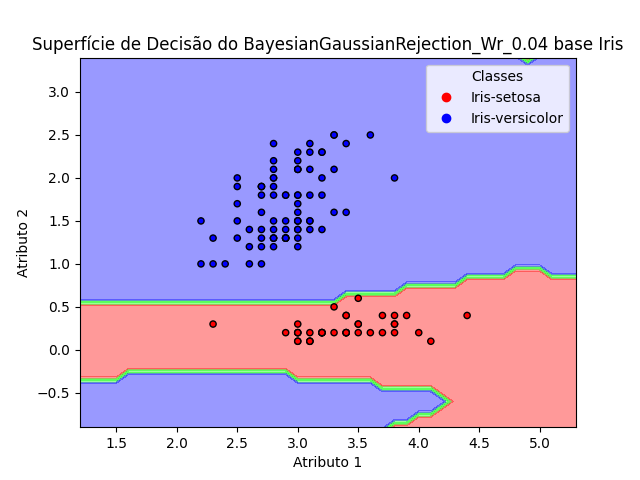 Superfície de Decisão do BayesianGaussianRejection_Wr_0.04 base Iris
Classes
Iris-setosa
Iris-versicolor
Atributo 2
3.0
2.5
2.0
1.5
1.0
0.5
0.0
−0.5
1.5 2.0 2.5 3.0 3.5 4.0 4.5 5.0
Atributo 1